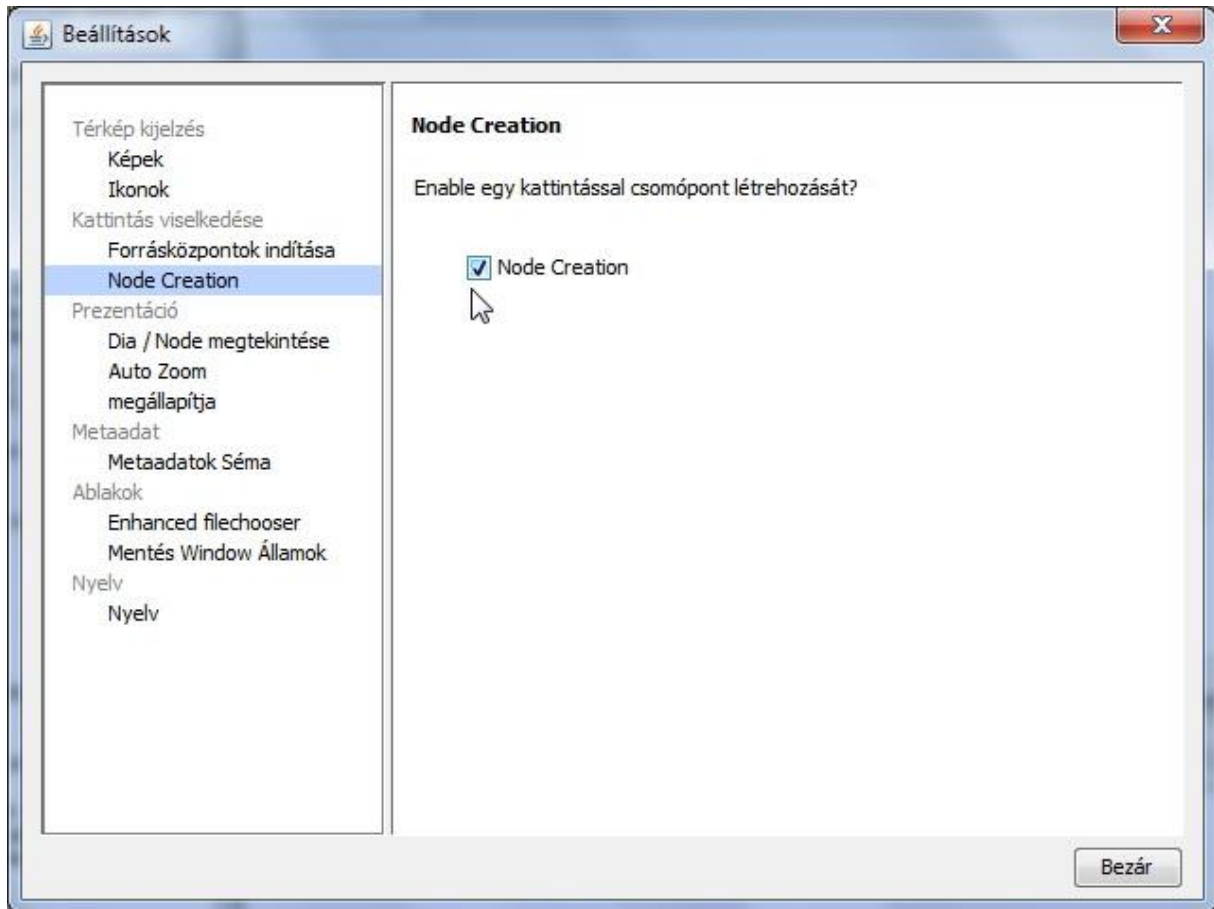 Beállítások
Térkép kijelzés
Képek
Ikonok
Kattintás viselkedése
Forrásközpontok indítása
Node Creation
Prezentáció
Dia / Node megtekintése
Auto Zoom
megállapítja
Metaadat
Metaadatok Séma
Ablakok
Enhanced filechooser
Mentés Window Államok
Nyelv
Nyelv
Node Creation
Enable egy kattintással csomópont létrehozását?
Node Creation
Bezár